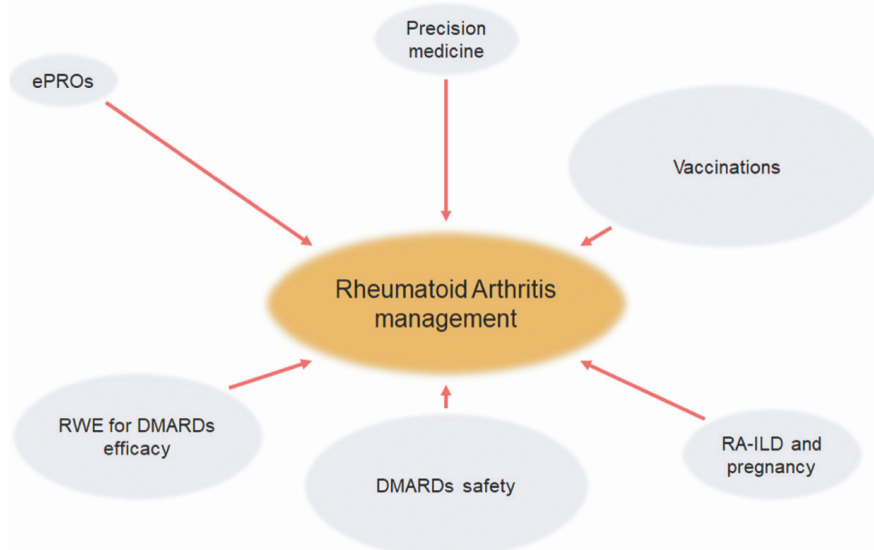 Precision
medicine
ePROs
Vaccinations
Rheumatoid Arthritis
management
RWE for DMARDs
efficacy
DMARDs safety
RA-ILD and
pregnancy